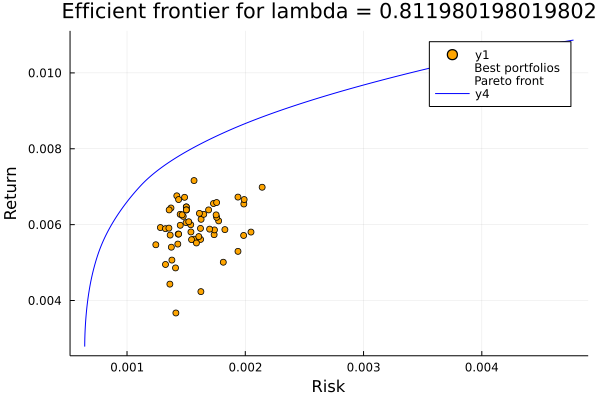 Efficient frontier for lambda = 0.811980198019802
Return
0.010
0.008
0.006
0.004
y1
Best portfolios
Pareto front
y4
0.001
0.002
0.003
0.004
Risk